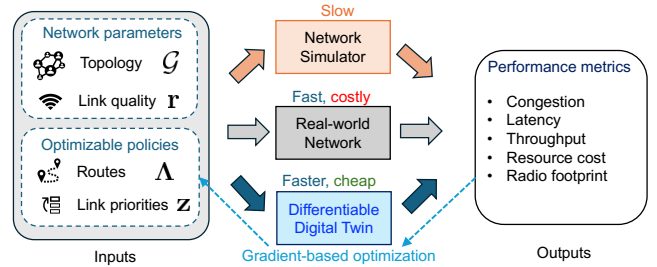 Network parameters
Topology 𝒢
Link quality r
Optimizable policies
Routes Λ
Link priorities z
Inputs
Slow
Network
Simulator
Fast, costly
Real-world
Network
Faster, cheap
Differentiable
Digital Twin
Gradient-based optimization
Performance metrics
• Congestion
• Latency
• Throughput
• Resource cost
• Radio footprint
Outputs